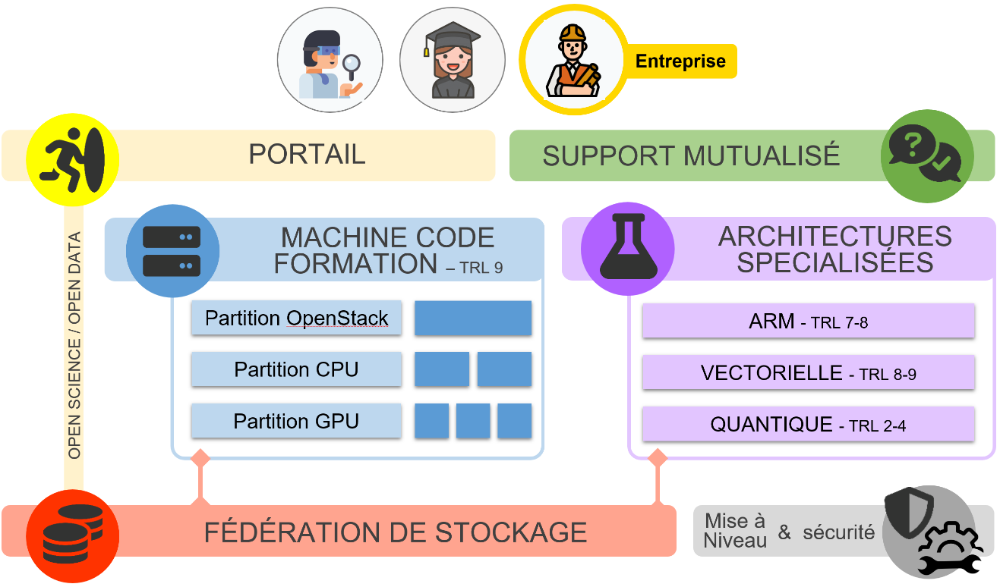 Entreprise
PORTAIL
SUPPORT MUTUALISÉ
?
OPEN SCIENCE / OPEN DATA
MACHINE CODE
FORMATION – TRL 9
Partition OpenStack
Partition CPU
Partition GPU
ARCHITECTURES
SPECIALISÉES
ARM - TRL 7-8
VECTORIELLE - TRL 8-9
QUANTIQUE - TRL 2-4
FÉDÉRATION DE STOCKAGE
Mise à
Niveau & sécurité